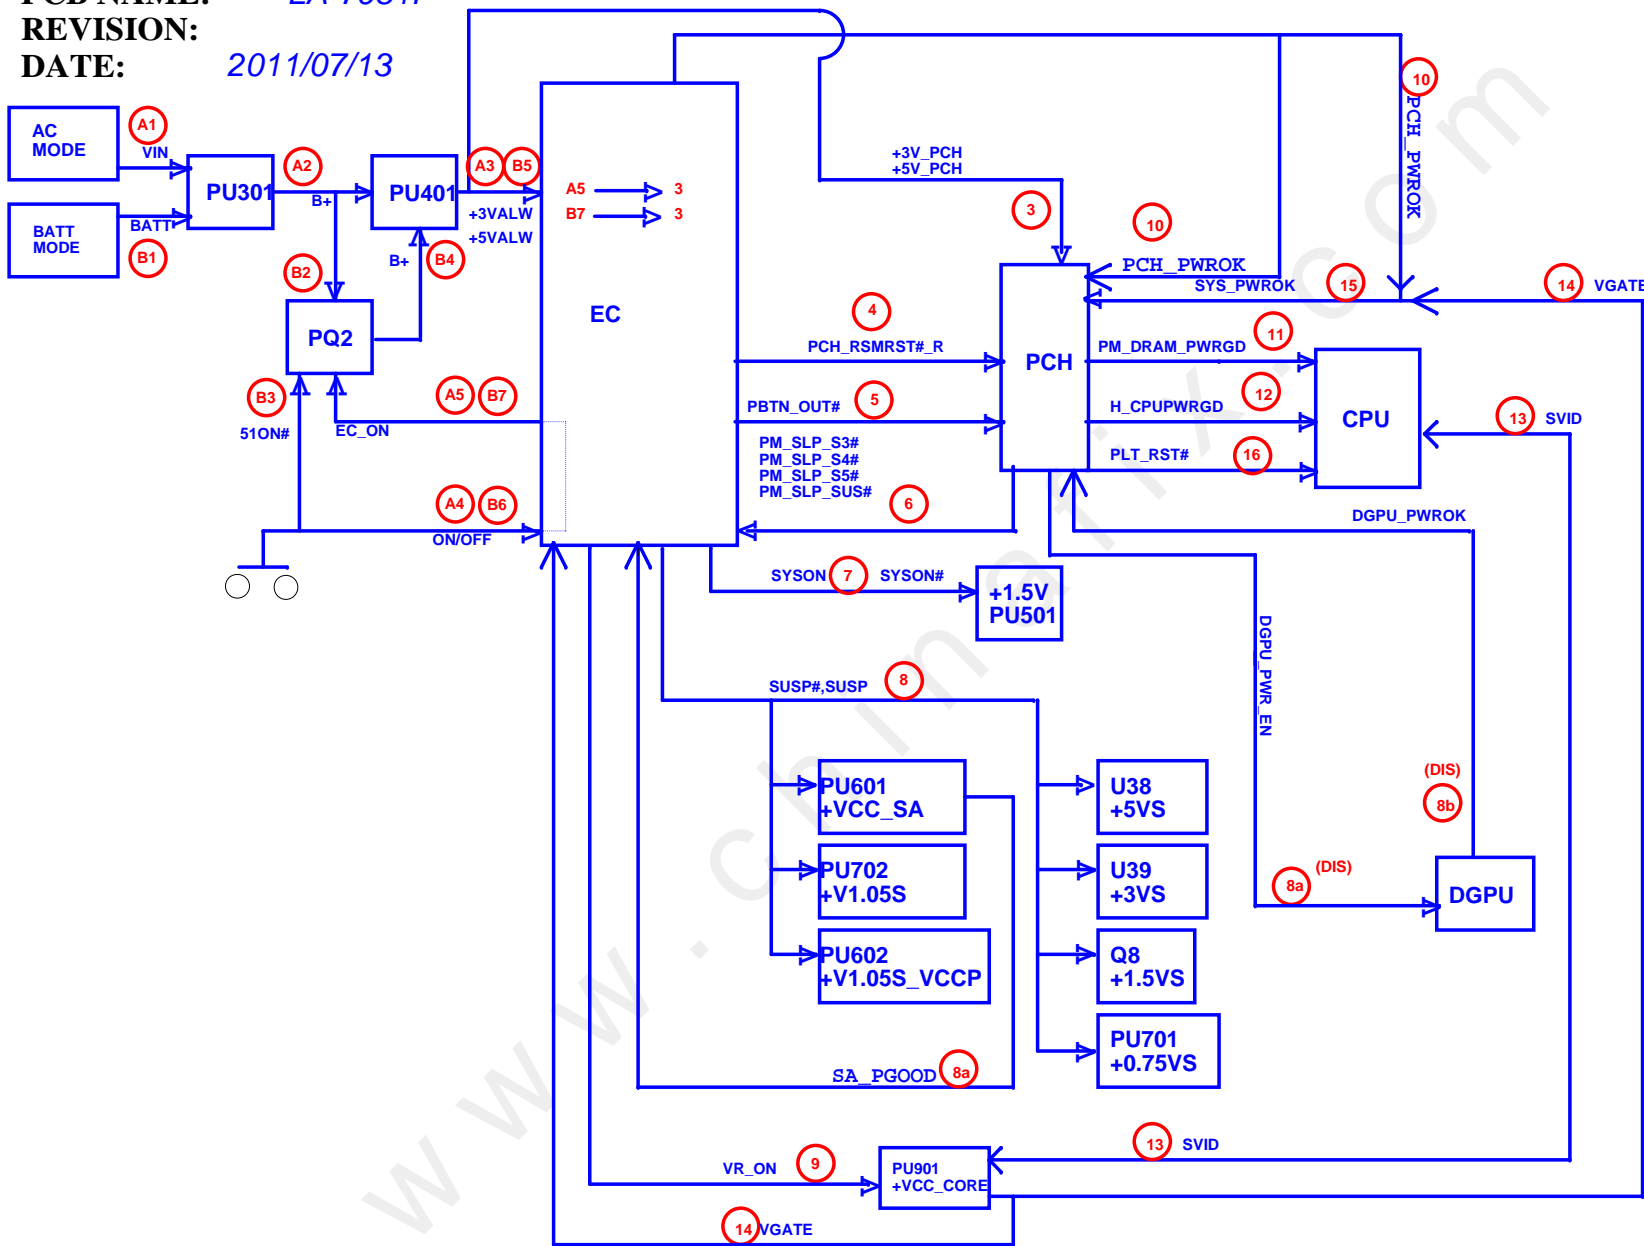 REVISION:
DATE: 2011/07/13
AC
MODE
A1
VIN
BATT
MODE
BATT
B1
PU301
A2
B+
PU401
A3 B5
+3VALW
+5VALW
B2
B+
B4
PQ2
B3
51ON#
A5 B7
EC_ON
A4 B6
ON/OFF
A5 3
B7 3
EC
+3V_PCH
+5V_PCH
3
10
PCH_PWROK
10
PCH_PWROK
SYS_PWROK
15
14
VGATE
4
PCH_RSMRST#_R
PCH
PM_DRAM_PWRGD
11
PBTN_OUT#
5
H_CPUPWRGD
12
CPU
13
SVID
PM_SLP_S3#
PM_SLP_S4#
PM_SLP_S5#
PM_SLP_SUS#
6
PLT_RST#
16
DGPU_PWROK
SYSON 7 SYSON#
+1.5V
PU501
DGPU_PWR_EN
SUSP#,SUSP
8
PU601
+VCC_SA
U38
+5VS
(DIS)
8b
PU702
+V1.05S
U39
+3VS
8a
(DIS)
DGPU
PU602
+V1.05S_VCCP
Q8
+1.5VS
PU701
+0.75VS
SA_PGOOD
8a
13
SVID
VR_ON
9
PU901
+VCC_CORE
14
VGATE
www.chinafix.com